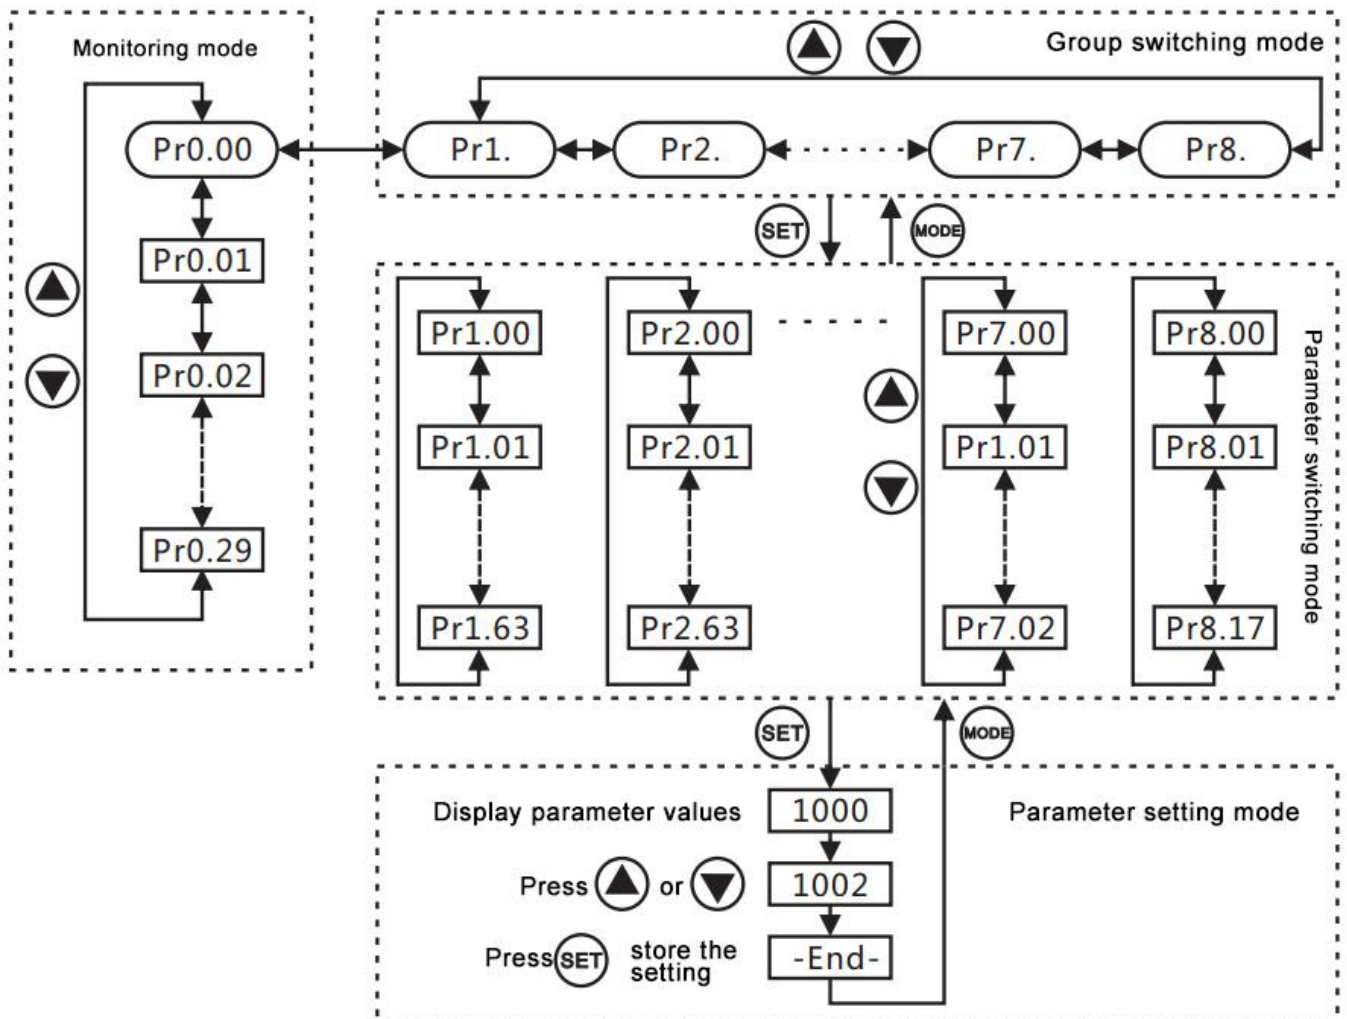 Monitoring mode
Group switching mode
Pr0.00
Pr1.
Pr2.
Pr7.
Pr8.
Pr0.01
Pr0.02
Pr0.29
SET
MODE
Pr1.00
Pr2.00
Pr7.00
Pr8.00
Pr1.01
Pr2.01
Pr1.01
Pr8.01
Pr1.63
Pr2.63
Pr7.02
Pr8.17
Parameter switching mode
SET
MODE
Display parameter values
1000
Parameter setting mode
Press or
1002
Press SET store the
setting
-End-